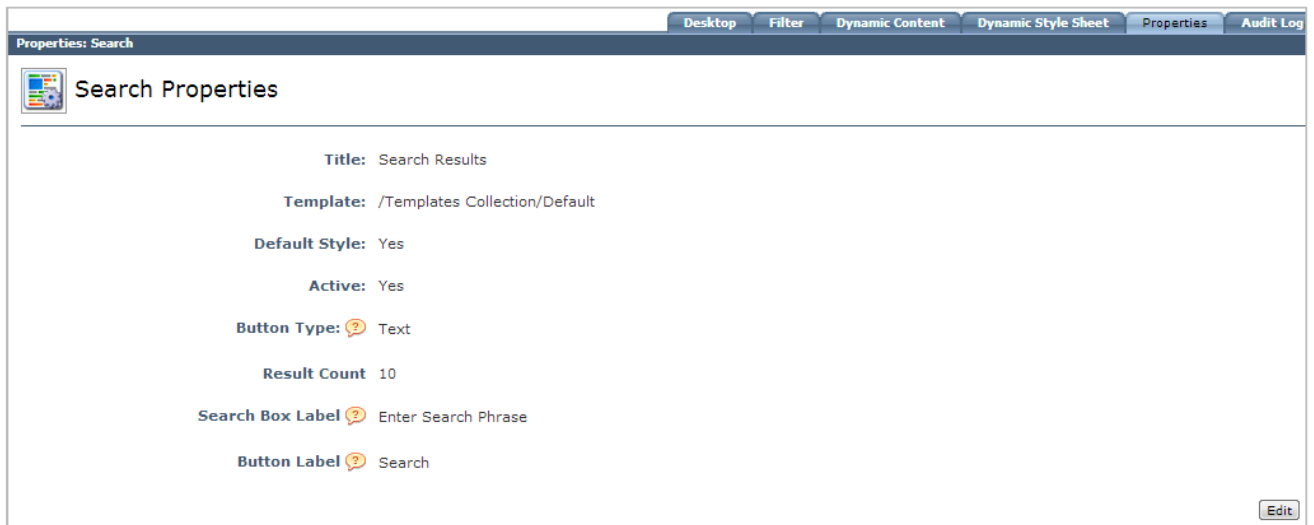 Desktop Filter Dynamic Content Dynamic Style Sheet Properties Audit Log
Properties: Search
Search Properties
Title: Search Results
Template: /Templates Collection/Default
Default Style: Yes
Active: Yes
Button Type: ? Text
Result Count 10
Search Box Label ? Enter Search Phrase
Button Label ? Search
Edit